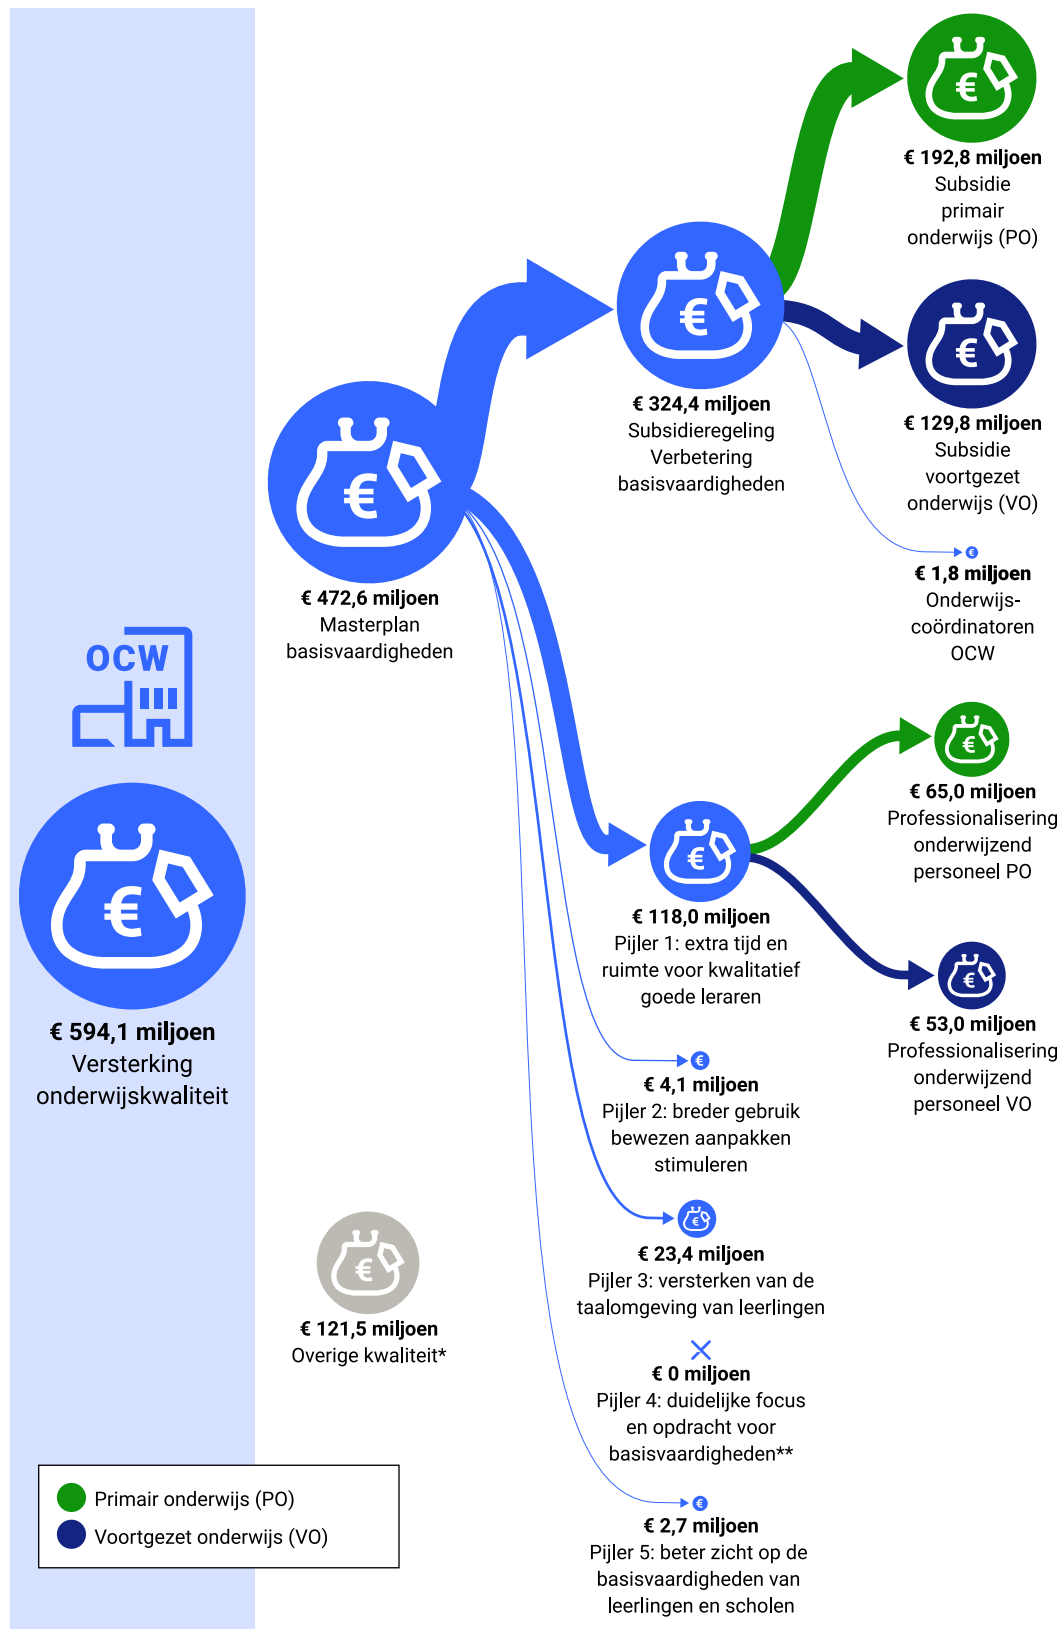 OCW
€ 594,1 miljoen
Versterking
onderwijskwaliteit
€ 472,6 miljoen
Masterplan
basisvaardigheden
€ 121,5 miljoen
Overige kwaliteit*
€ 324,4 miljoen
Subsidieregeling
Verbetering
basisvaardigheden
€ 118,0 miljoen
Pijler 1: extra tijd en
ruimte voor kwalitatief
goede leraren
€ 4,1 miljoen
Pijler 2: breder gebruik
bewezen aanpakken
stimuleren
€ 23,4 miljoen
Pijler 3: versterken van de
taalomgeving van leerlingen
€ 0 miljoen
Pijler 4: duidelijke focus
en opdracht voor
basisvaardigheden**
€ 2,7 miljoen
Pijler 5: beter zicht op de
basisvaardigheden van
leerlingen en scholen
€ 192,8 miljoen
Subsidie
primair
onderwijs (PO)
€ 129,8 miljoen
Subsidie
voortgezet
onderwijs (VO)
€ 1,8 miljoen
Onderwijs-
coördinatoren
OCW
€ 65,0 miljoen
Professionalisering
onderwijzend
personeel PO
€ 53,0 miljoen
Professionalisering
onderwijzend
personeel VO
Primair onderwijs (PO)
Voortgezet onderwijs (VO)